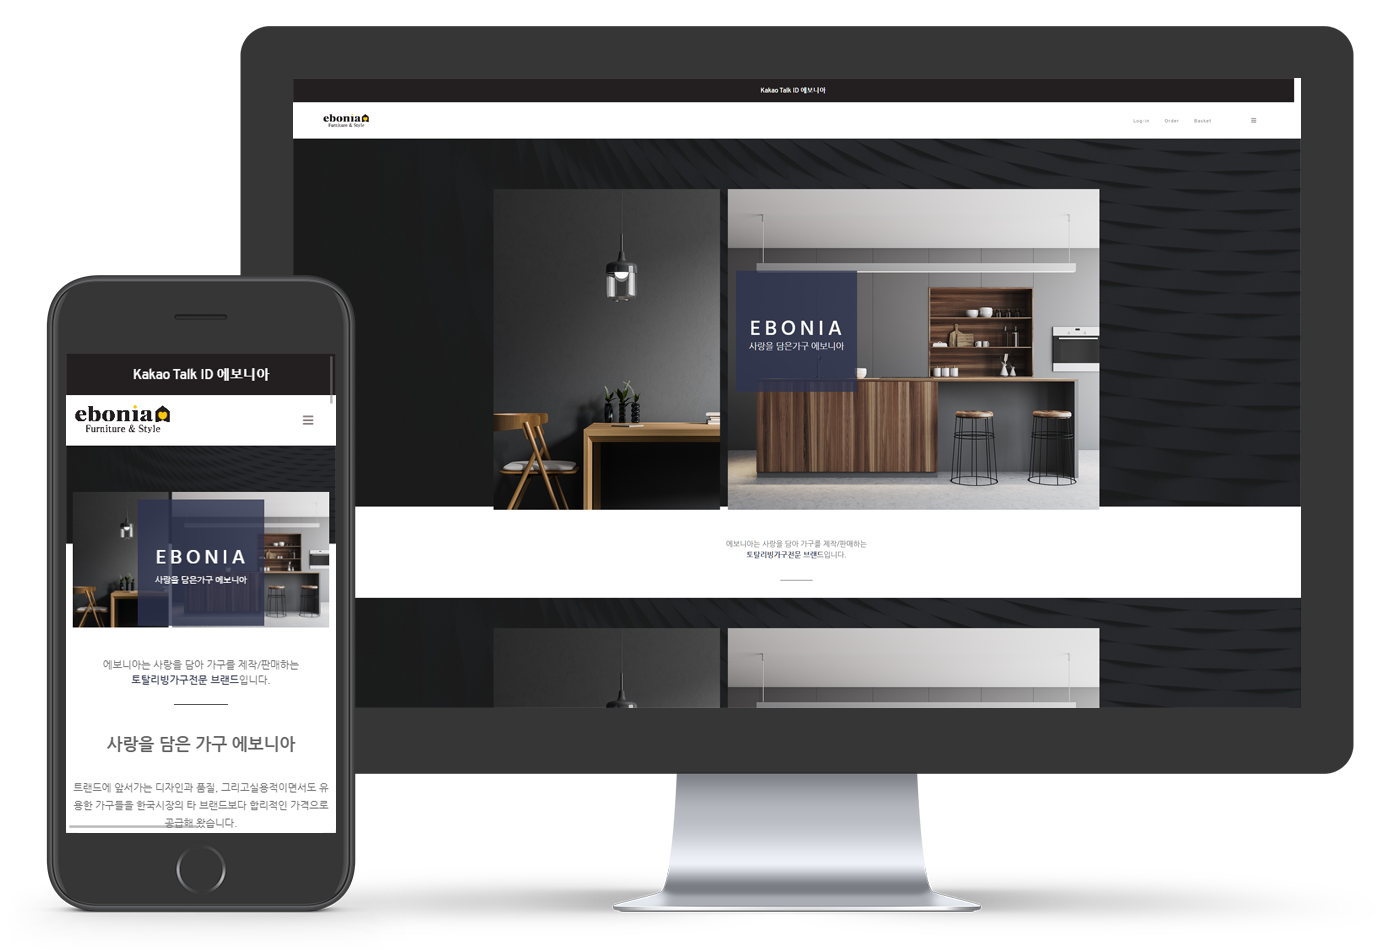 Kakao Talk ID 에보니아
ebonia
Furniture & Style
Log-in Order Basket
EBONIA
사랑을 담은가구 에보니아
에보니아는 사랑을 담아 가구를 제작/판매하는
토탈리빙가구전문 브랜드입니다.
Kakao Talk ID 에보니아
ebonia
Furniture & Style
EBONIA
사랑을 담은가구 에보니아
에보니아는 사랑을 담아 가구를 제작/판매하는
토탈리빙가구전문 브랜드입니다.
사랑을 담은 가구 에보니아
트랜드에 앞서가는 디자인과 품질, 그리고실용적이면서도 유
용한 가구들을 한국시장의 타 브랜드보다 합리적인 가격으로
공급해 왔습니다.